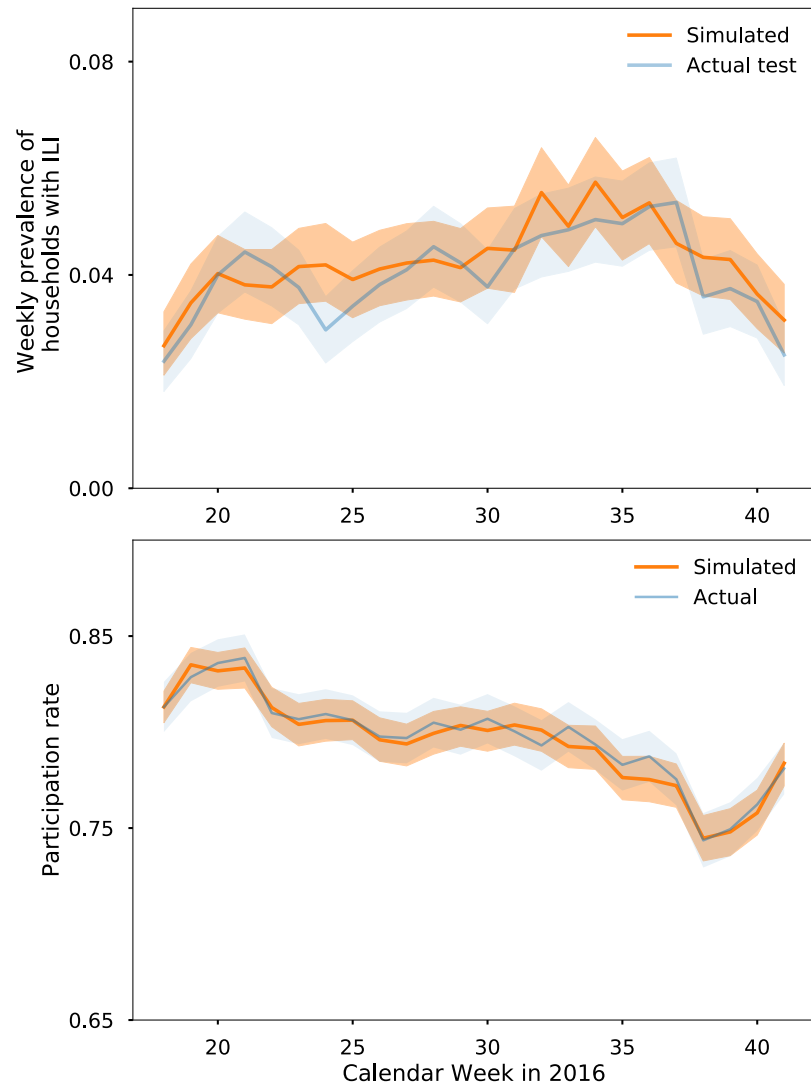 Simulated
Actual test
Weekly prevalence of
households with ILI
0.08
0.04
0.00
20 25 30 35 40
Simulated
Actual
Participation rate
0.85
0.75
0.65
20 25 30 35 40
Calendar Week in 2016